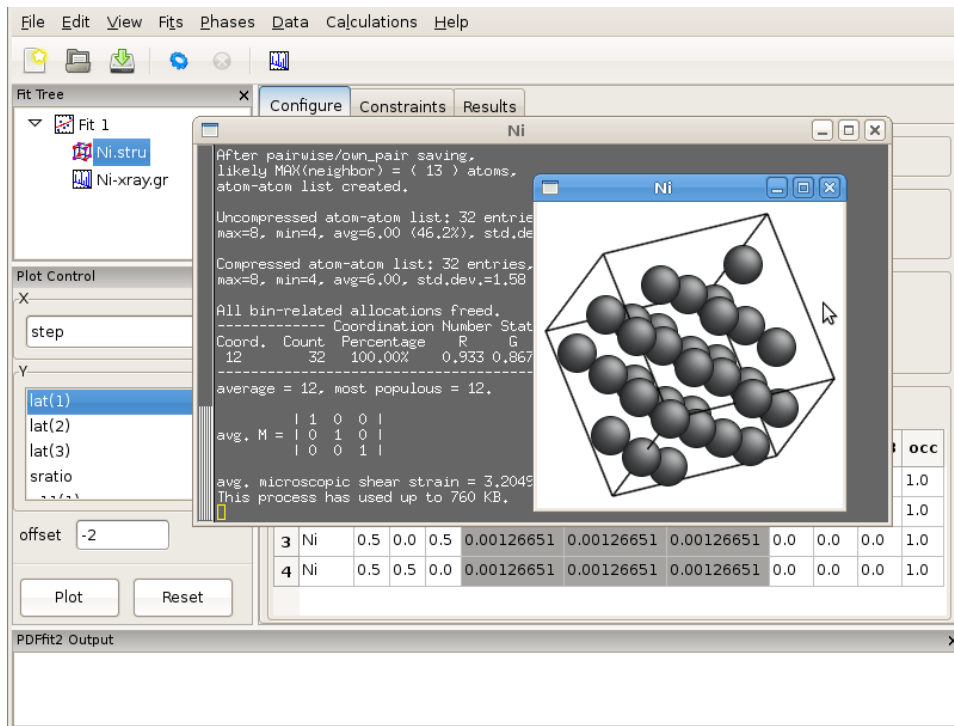 File Edit View Fits Phases Data Calculations Help
Fit Tree
Configure Constraints Results
Fit 1
Ni.stru
Ni-xray.gr
Plot Control
X
step
Y
lat(1)
lat(2)
lat(3)
sratio
offset -2
Plot Reset
Ni
After pairwise/own_pair saving,
likely MAX(neighbor) = ( 13 ) atoms,
atom-atom list created.
Uncompressed atom-atom list: 32 entrie
max=8, min=4, avg=6.00 (46.2%), std.de
Compressed atom-atom list: 32 entries,
max=8, min=4, avg=6.00, std.dev.=1.58
All bin-related allocations freed.
------------- Coordination Number Stat
Coord. Count Percentage R G
12 32 100.00% 0.933 0.867
--------------------------------------
average = 12, most populous = 12.
| 1 0 0 |
avg. M = | 0 1 0 |
| 0 0 1 |
avg. microscopic shear strain = 3.2049
This process has used up to 760 KB.
Ni
occ
1.0
1.0
3 Ni 0.5 0.0 0.5 0.00126651 0.00126651 0.00126651 0.0 0.0 0.0 1.0
4 Ni 0.5 0.5 0.0 0.00126651 0.00126651 0.00126651 0.0 0.0 0.0 1.0
PDFfit2 Output